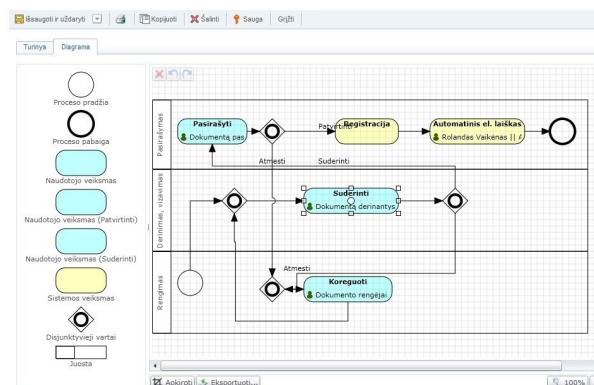 Išsaugoti ir uždaryti
Kopijuoti
Šalinti
Sauga
Grįžti
Turinys
Diagrama
Proceso pradžia
Proceso pabaiga
Naudotojo veiksmas
Naudotojo veiksmas (Patvirtinti)
Naudotojo veiksmas (Suderinti)
Sistemos veiksmas
Disjunktyvieji vartai
Juosta
Pasirašymas
Pasirašyti
Dokumentą pas
Patvirtinti
Registracija
Automatinis el. laiškas
Rolandas Vaikėnas ||
Atmesti
Suderinti
Derinimas, vizavimas
Suderinti
Dokumentą derinantys
Rengimas
Atmesti
Koreguoti
Dokumento rengėjai
Apkirpti
Eksportuoti...
100%